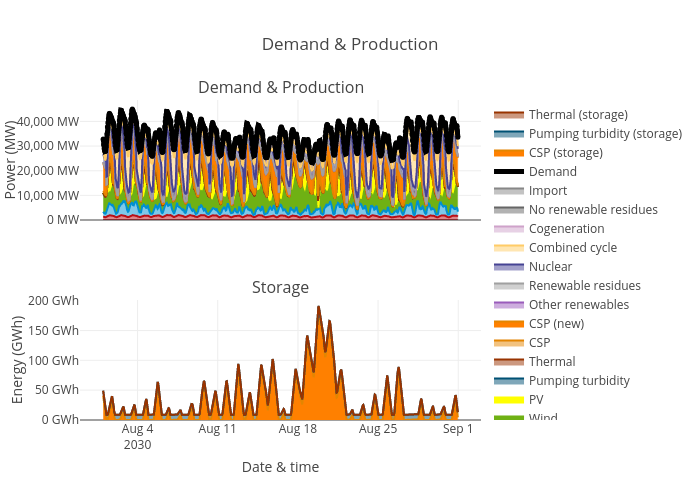 Demand & Production
Demand & Production
Power (MW)
40,000 MW
30,000 MW
20,000 MW
10,000 MW
0 MW
Storage
Energy (GWh)
200 GWh
150 GWh
100 GWh
50 GWh
0 GWh
Aug 4
2030
Aug 11
Aug 18
Aug 25
Sep 1
Date & time
Thermal (storage)
Pumping turbidity (storage)
CSP (storage)
Demand
Import
No renewable residues
Cogeneration
Combined cycle
Nuclear
Renewable residues
Other renewables
CSP (new)
CSP
Thermal
Pumping turbidity
PV
Wind